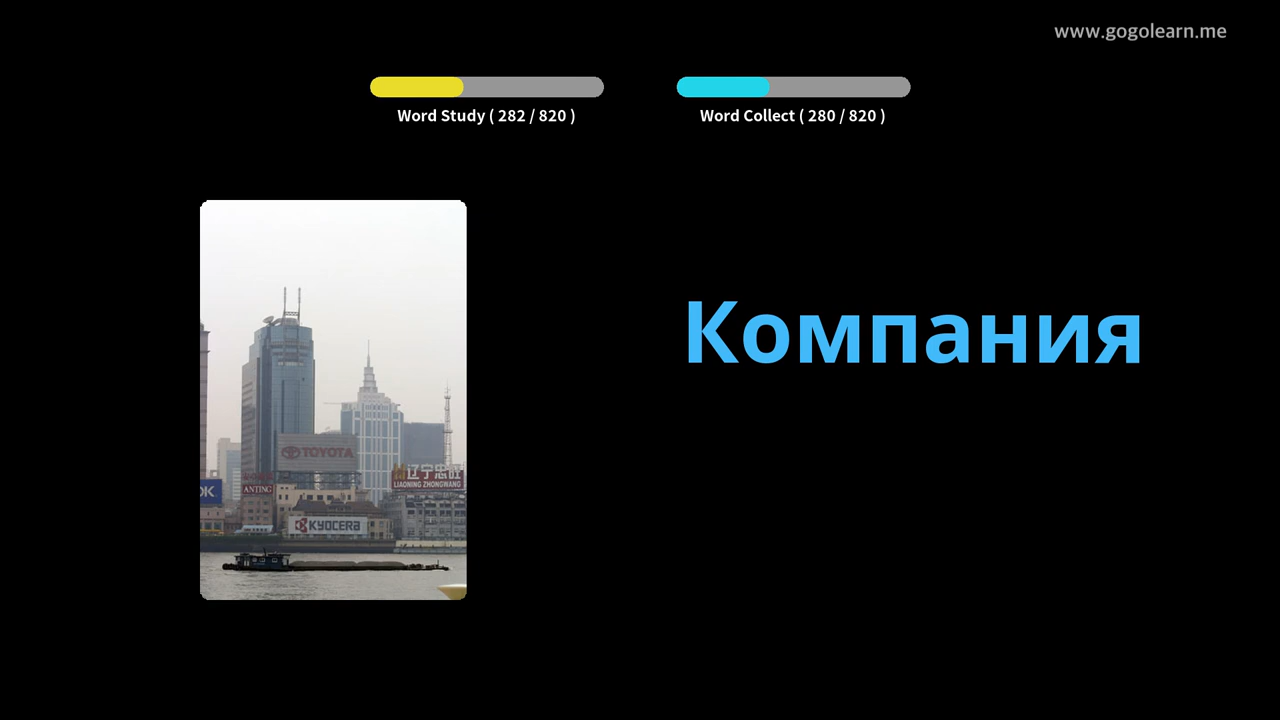 www.gogolearn.me
Word Study ( 282 / 820 )
Word Collect ( 280 / 820 )
Компания
TOYOTA
辽宁忠旺
LIAONING ZHONGWANG
ANTING
KYOCERA